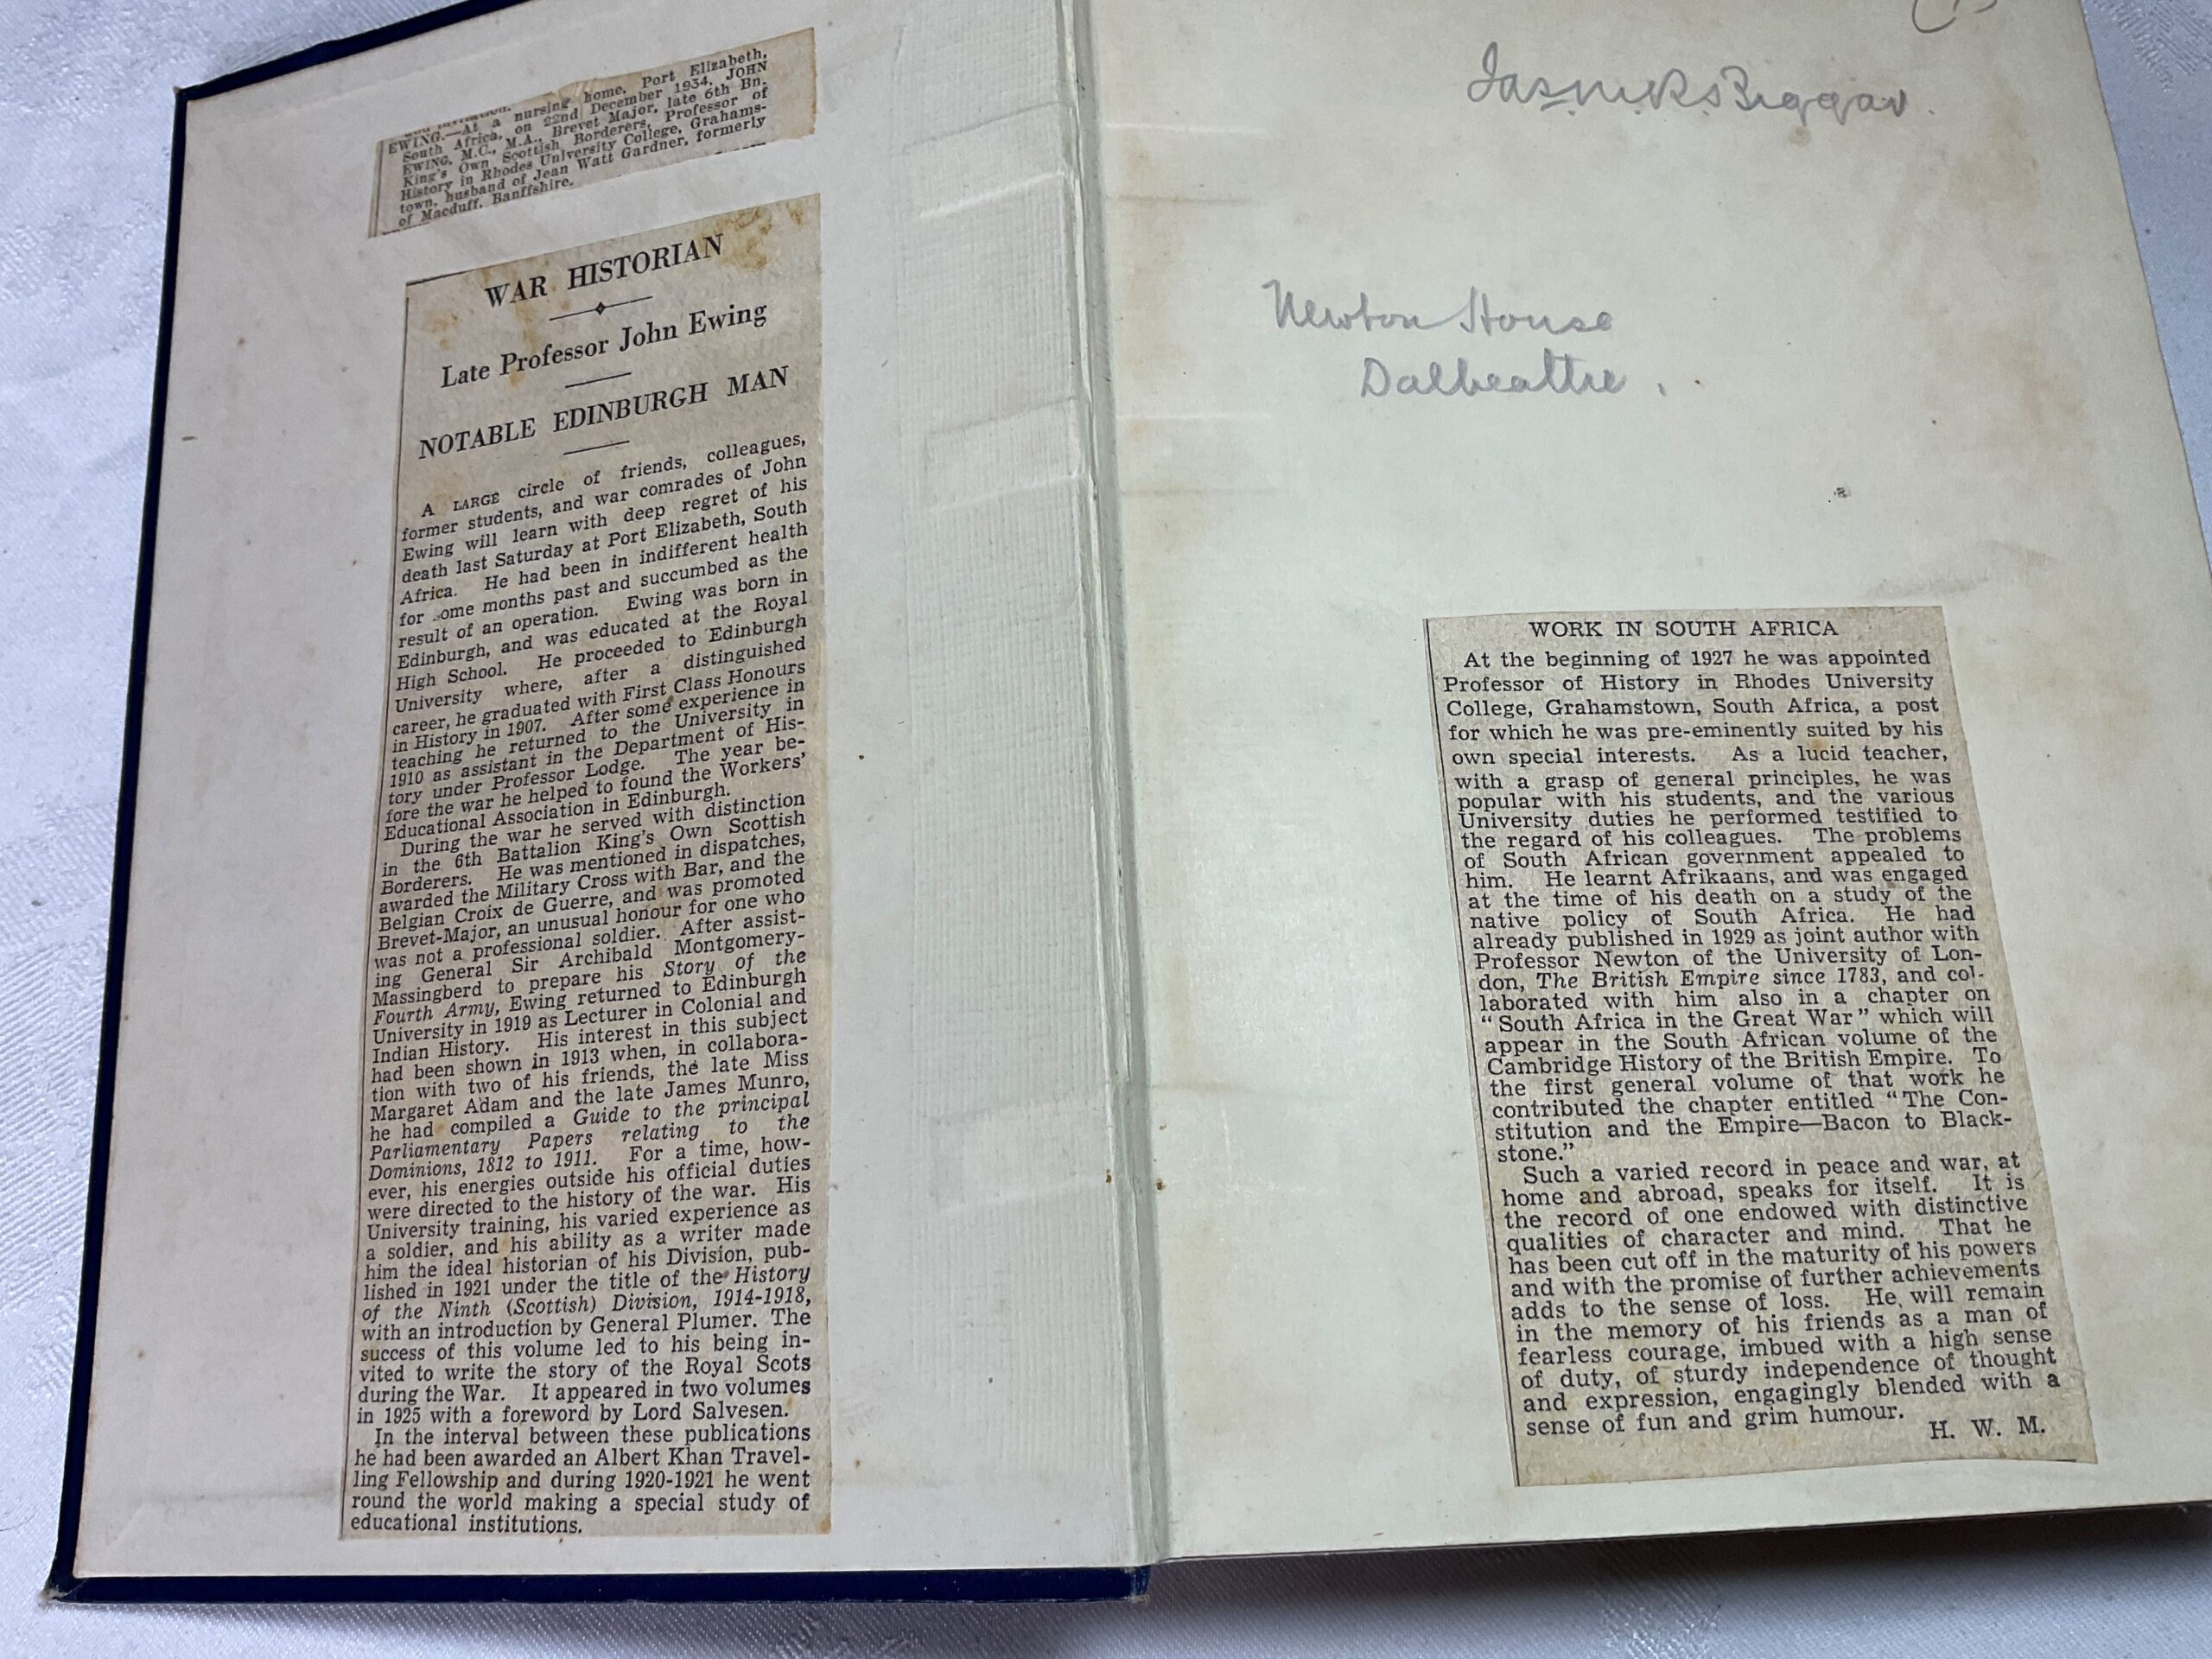 EWING.—At a nursing home, Port Elizabeth,
South Africa, on 22nd December 1934, JOHN
EWING, M.C., M.A., Brevet Major, late 6th Bn.
King's Own Scottish Borderers, Professor of
History in Rhodes University College, Grahams-
town, husband of Jean Watt Gardner, formerly
of Macduff, Banffshire.
WAR HISTORIAN
Late Professor John Ewing
NOTABLE EDINBURGH MAN
A LARGE circle of friends, colleagues,
former students, and war comrades of John
Ewing will learn with deep regret of his
death last Saturday at Port Elizabeth, South
Africa. He had been in indifferent health
for ome months past and succumbed as the
result of an operation. Ewing was born in
Edinburgh, and was educated at the Royal
High School. He proceeded to Edinburgh
University where, after a distinguished
career, he graduated with First Class Honours
in History in 1907. After some experience in
teaching he returned to the University in
1910 as assistant in the Department of His-
tory under Professor Lodge. The year be-
fore the war he helped to found the Workers'
Educational Association in Edinburgh.
During the war he served with distinction
in the 6th Battalion King's Own Scottish
Borderers. He was mentioned in dispatches,
awarded the Military Cross with Bar, and the
Belgian Croix de Guerre, and was promoted
Brevet-Major, an unusual honour for one who
was not a professional soldier. After assist-
ing General Sir Archibald Montgomery-
Massingberd to prepare his Story of the
Fourth Army, Ewing returned to Edinburgh
University in 1919 as Lecturer in Colonial and
Indian History. His interest in this subject
had been shown in 1913 when, in collabora-
tion with two of his friends, the late Miss
Margaret Adam and the late James Munro,
he had compiled a Guide to the principal
Parliamentary Papers relating to the
Dominions, 1812 to 1911. For a time, how-
ever, his energies outside his official duties
were directed to the history of the war. His
University training, his varied experience as
a soldier, and his ability as a writer made
him the ideal historian of his Division, pub-
lished in 1921 under the title of the History
of the Ninth (Scottish) Division, 1914-1918,
with an introduction by General Plumer. The
success of this volume led to his being in-
vited to write the story of the Royal Scots
during the War. It appeared in two volumes
in 1925 with a foreword by Lord Salvesen.
In the interval between these publications
he had been awarded an Albert Khan Travel-
ling Fellowship and during 1920-1921 he went
round the world making a special study of
educational institutions.
Biggar.
Newton House
Dalbeattie.
WORK IN SOUTH AFRICA
At the beginning of 1927 he was appointed
Professor of History in Rhodes University
College, Grahamstown, South Africa, a post
for which he was pre-eminently suited by his
own special interests. As a lucid teacher,
with a grasp of general principles, he was
popular with his students, and the various
University duties he performed testified to
the regard of his colleagues. The problems
of South African government appealed to
him. He learnt Afrikaans, and was engaged
at the time of his death on a study of the
native policy of South Africa. He had
already published in 1929 as joint author with
Professor Newton of the University of Lon-
don, The British Empire since 1783, and col-
laborated with him also in a chapter on
"South Africa in the Great War" which will
appear in the South African volume of the
Cambridge History of the British Empire. To
the first general volume of that work he
contributed the chapter entitled "The Con-
stitution and the Empire—Bacon to Black-
stone."
Such a varied record in peace and war, at
home and abroad, speaks for itself. It is
the record of one endowed with distinctive
qualities of character and mind. That he
has been cut off in the maturity of his powers
and with the promise of further achievements
adds to the sense of loss. He will remain
in the memory of his friends as a man of
fearless courage, imbued with a high sense
of duty, of sturdy independence of thought
and expression, engagingly blended with a
sense of fun and grim humour.
H. W. M.